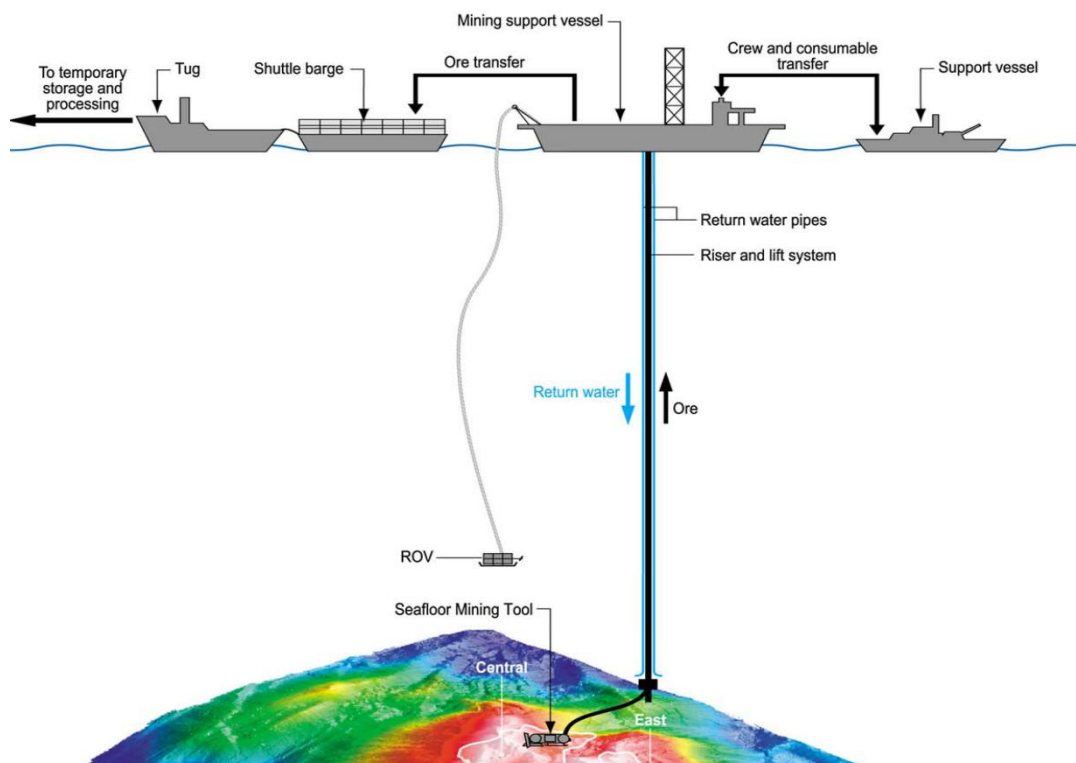 Mining support vessel
To temporary
storage and
processing
Tug
Shuttle barge
Ore transfer
Crew and consumable
transfer
Support vessel
Return water pipes
Riser and lift system
Return water
Ore
ROV
Seafloor Mining Tool
Central
East